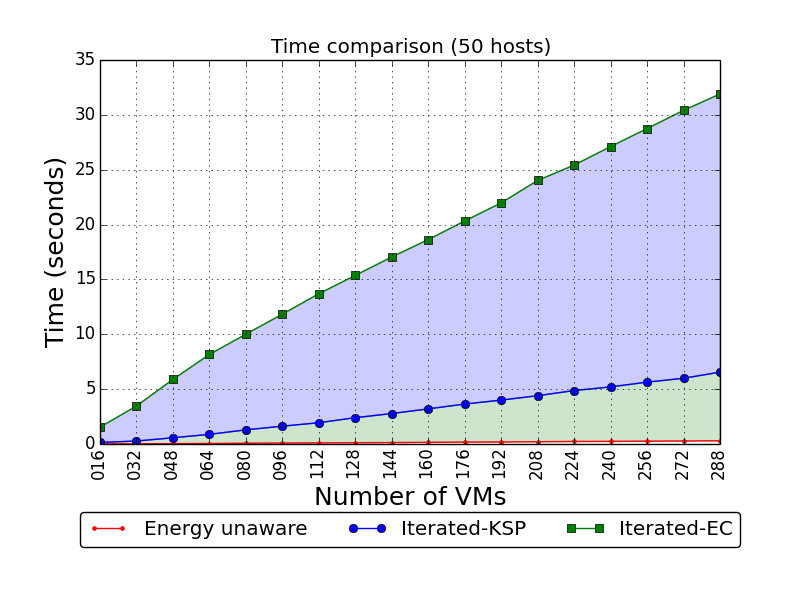 Time comparison (50 hosts)
Time (seconds)
35
30
25
20
15
10
5
0
016 032 048 064 080 096 112 128 144 160 176 192 208 224 240 256 272 288
Number of VMs
Energy unaware Iterated-KSP Iterated-EC